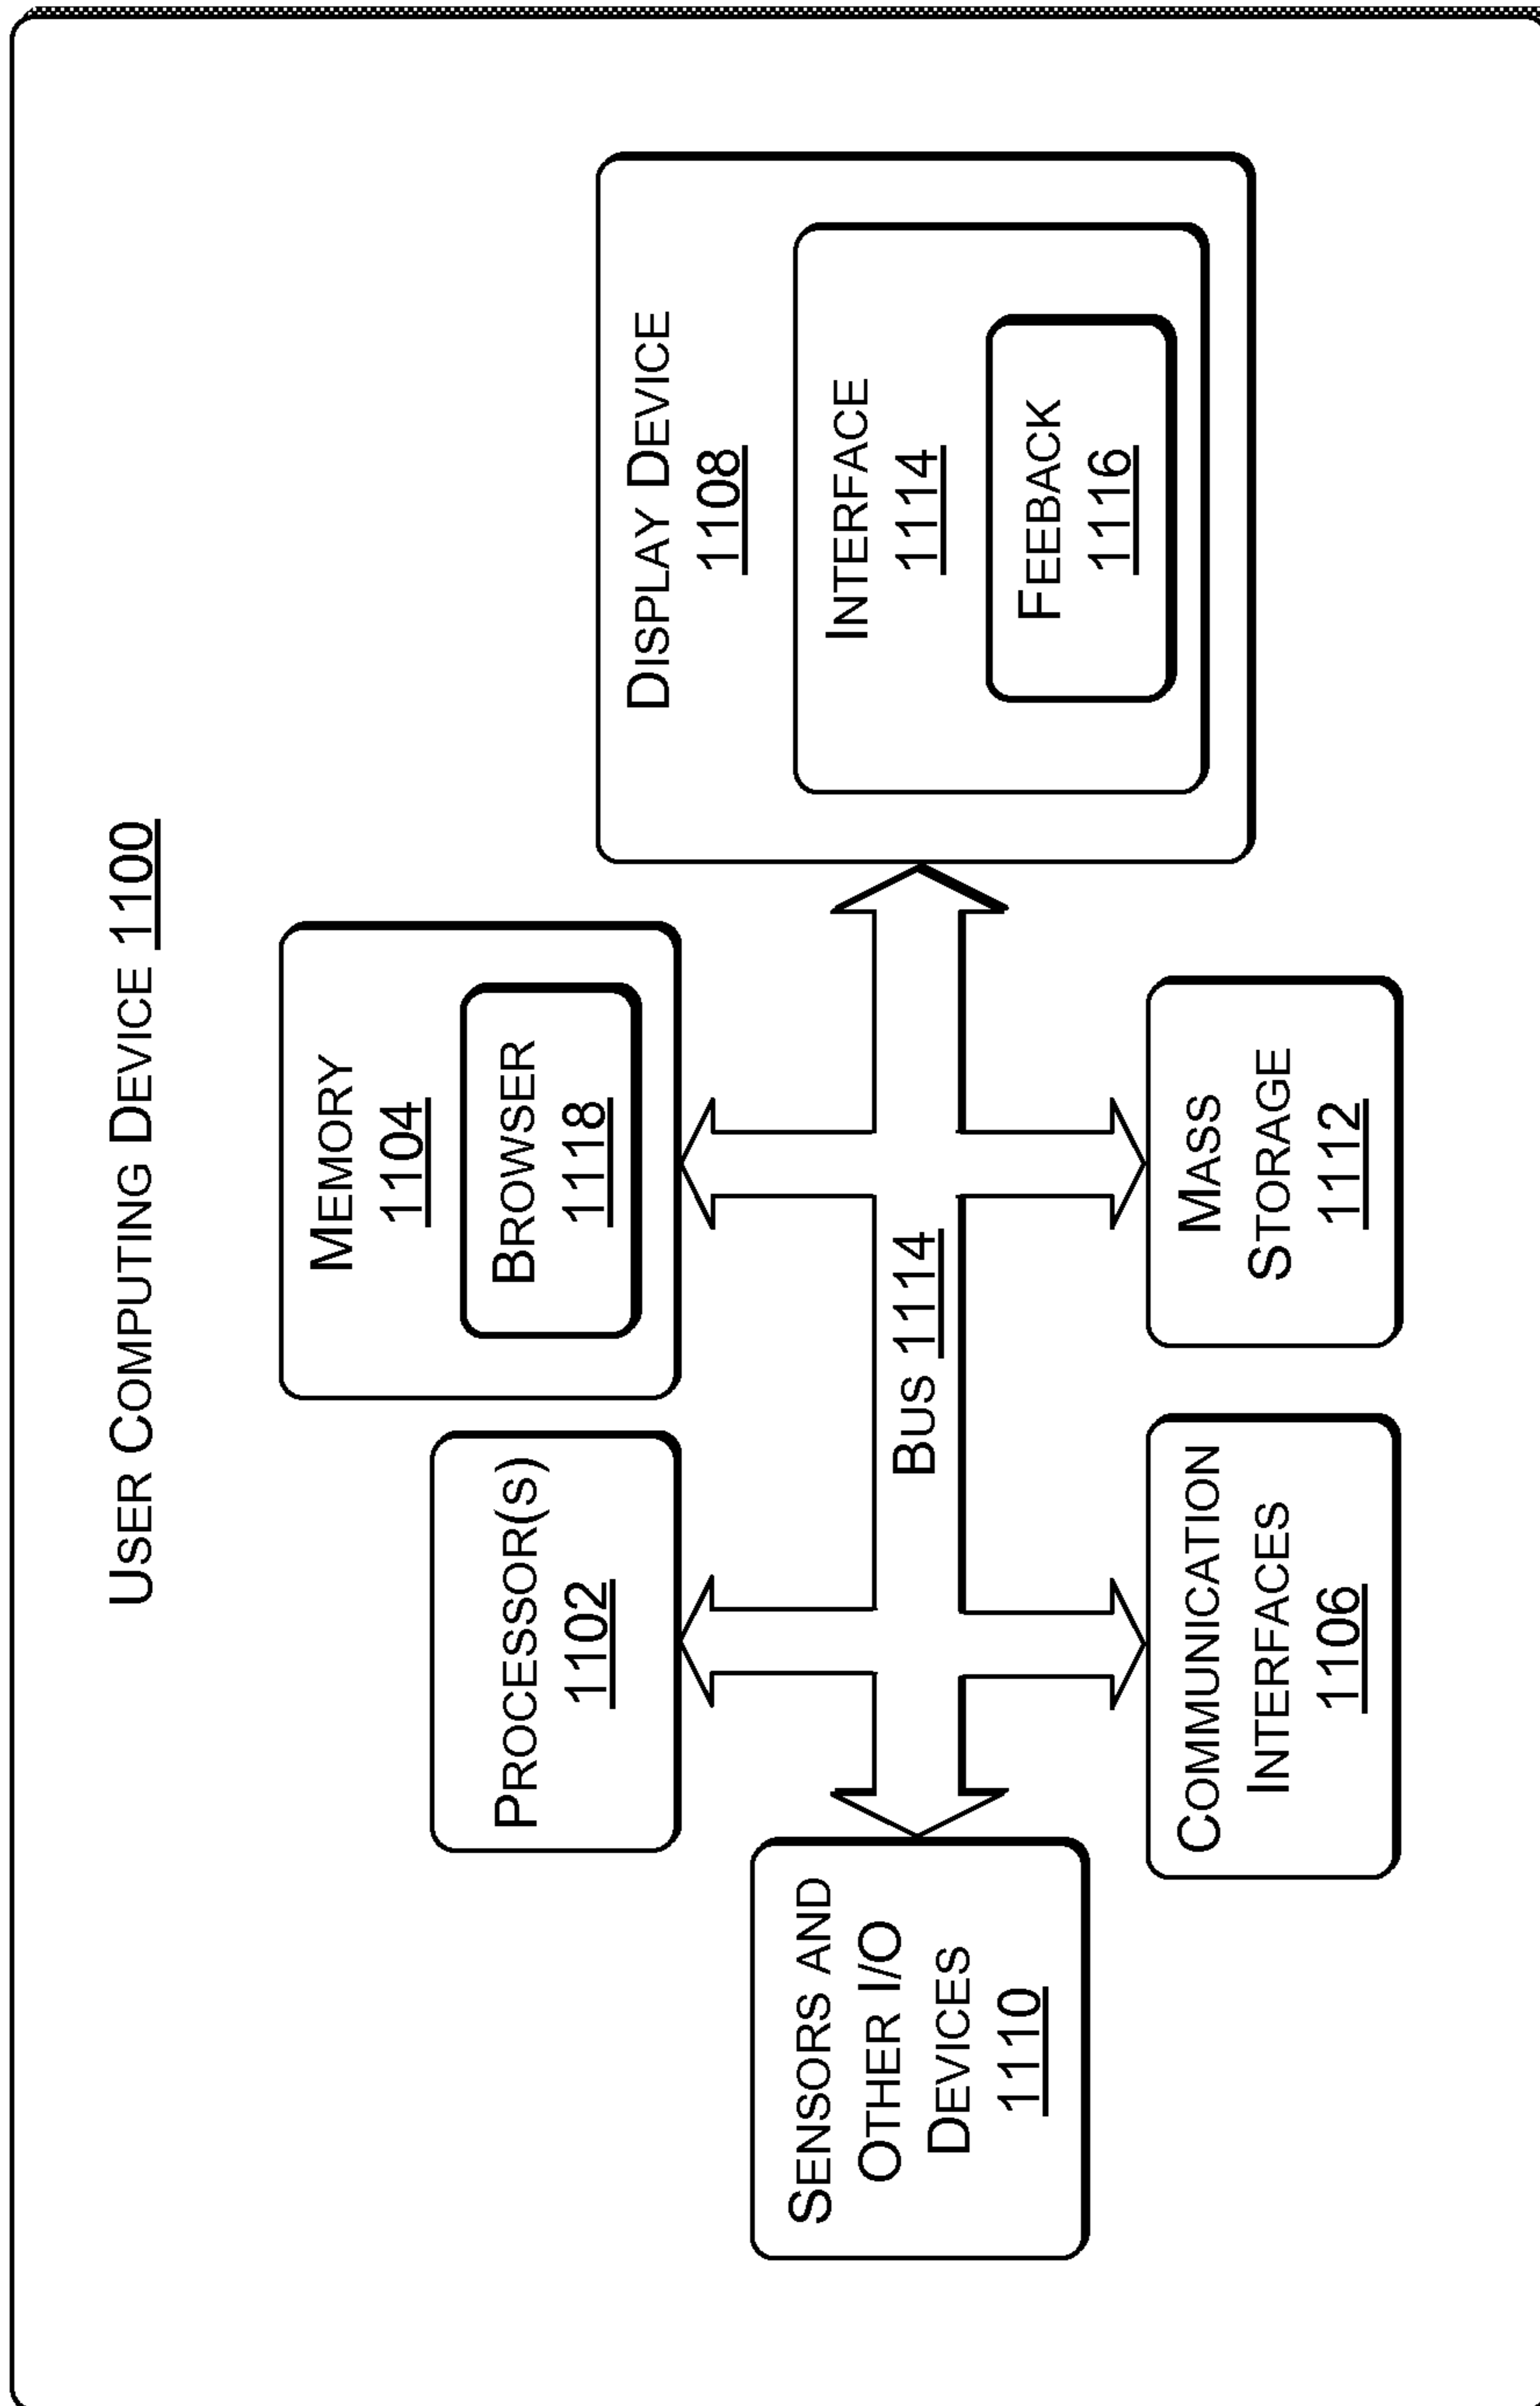 USER COMPUTING DEVICE 1100
MEMORY
1104
BROWSER
1118
PROCESSOR(S)
1102
DISPLAY DEVICE
1108
INTERFACE
1114
FEEBACK
1116
SENSORS AND
OTHER I/O
DEVICES
1110
BUS 1114
COMMUNICATION
INTERFACES
1106
MASS
STORAGE
1112